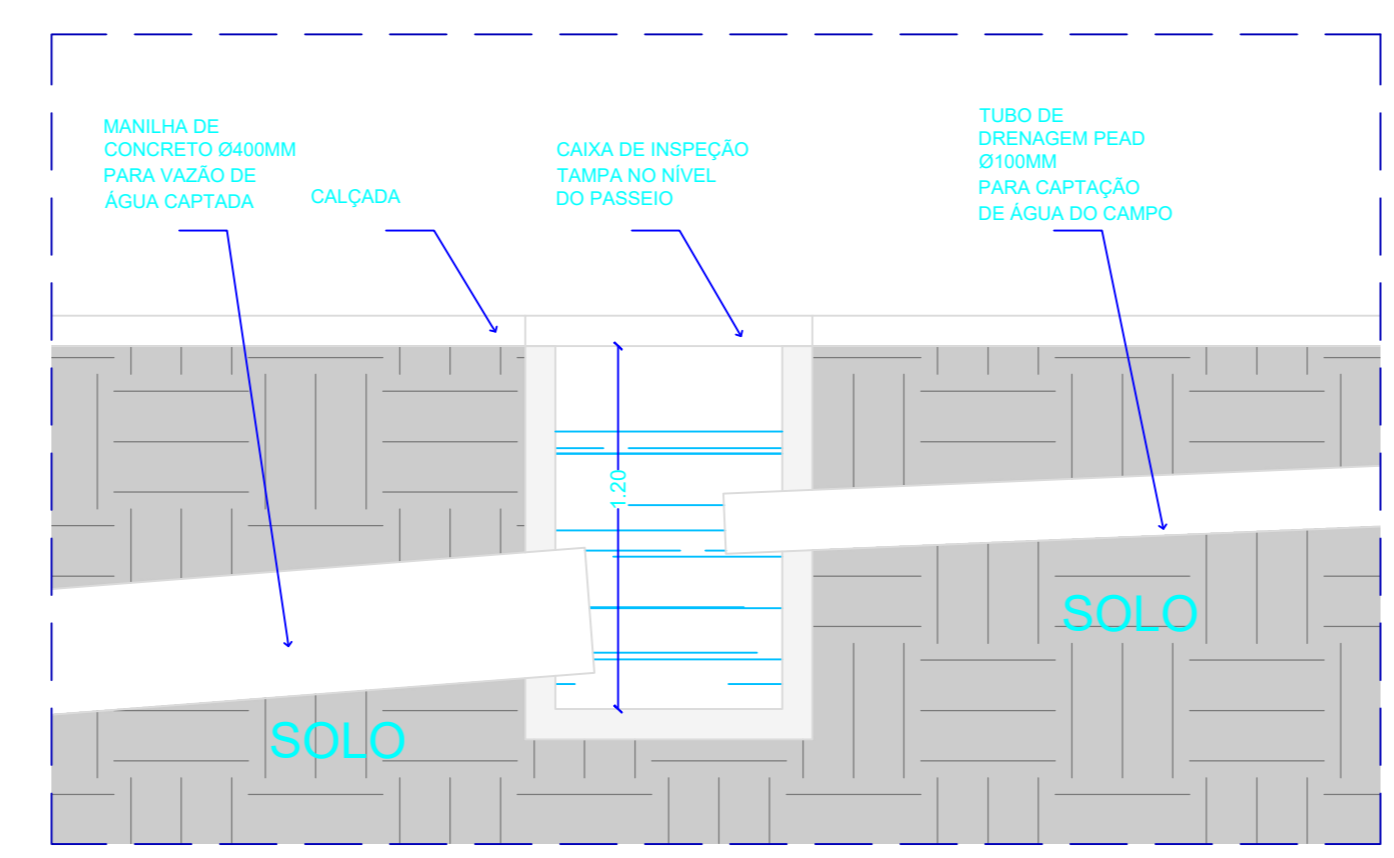 MANILHA DE
CONCRETO Ø400MM
PARA VAZÃO DE
ÁGUA CAPTADA
CALÇADA
CAIXA DE INSPEÇÃO
TAMPA NO NÍVEL
DO PASSEIO
TUBO DE
DRENAGEM PEAD
Ø100MM
PARA CAPTAÇÃO
DE ÁGUA DO CAMPO
1.20
SOLO
SOLO